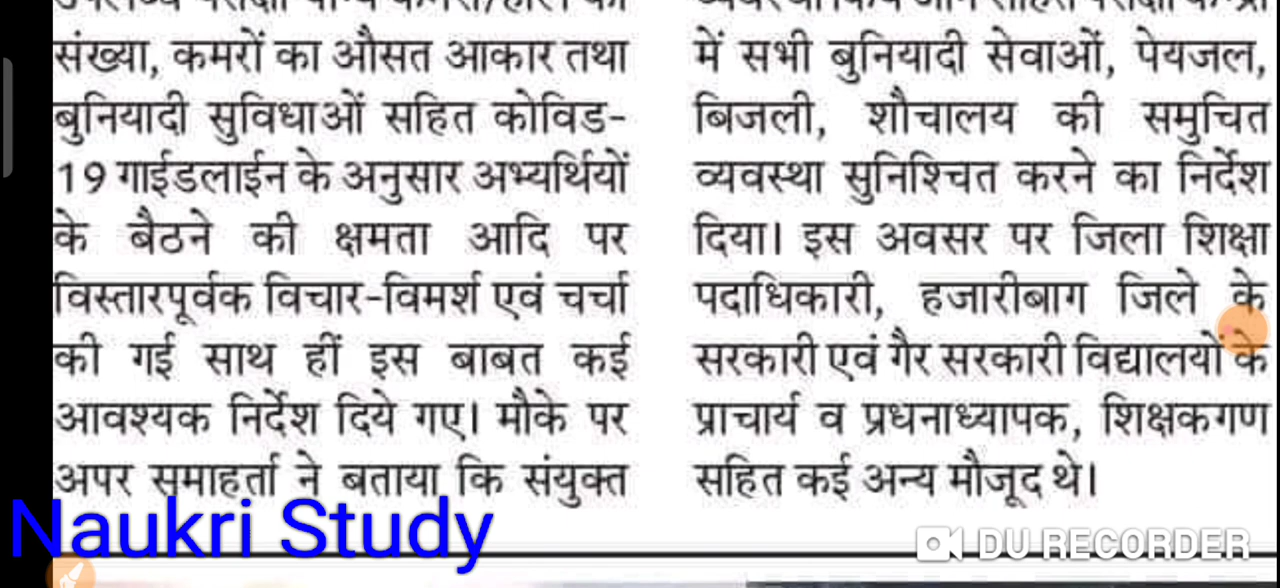 संख्या, कमरों का औसत आकार तथा
बुनियादी सुविधाओं सहित कोविड-
19 गाईडलाईन के अनुसार अभ्यर्थियों
के बैठने की क्षमता आदि पर
विस्तारपूर्वक विचार-विमर्श एवं चर्चा
की गई साथ हीं इस बाबत कई
आवश्यक निर्देश दिये गए। मौके पर
अपर समाहर्ता ने बताया कि संयुक्त
में सभी बुनियादी सेवाओं, पेयजल,
बिजली, शौचालय की समुचित
व्यवस्था सुनिश्चित करने का निर्देश
दिया। इस अवसर पर जिला शिक्षा
पदाधिकारी, हजारीबाग जिले के
सरकारी एवं गैर सरकारी विद्यालयों के
प्राचार्य व प्रधनाध्यापक, शिक्षकगण
सहित कई अन्य मौजूद थे।
Naukri Study
DU RECORDER